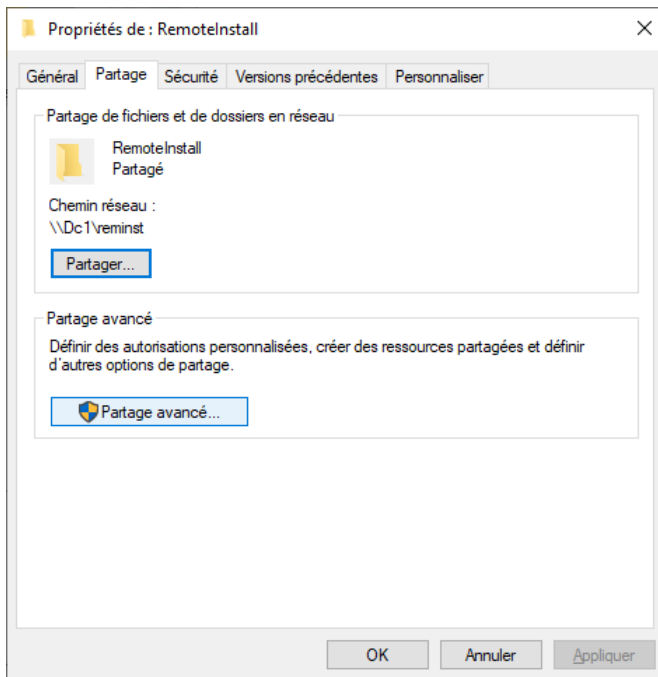 Propriétés de : RemoteInstall
Général
Partage
Sécurité
Versions précédentes
Personnaliser
Partage de fichiers et de dossiers en réseau
RemoteInstall
Partagé
Chemin réseau :
\\Dc1\reminst
Partager...
Partage avancé
Définir des autorisations personnalisées, créer des ressources partagées et définir
d'autres options de partage.
Partage avancé...
OK
Annuler
Appliquer